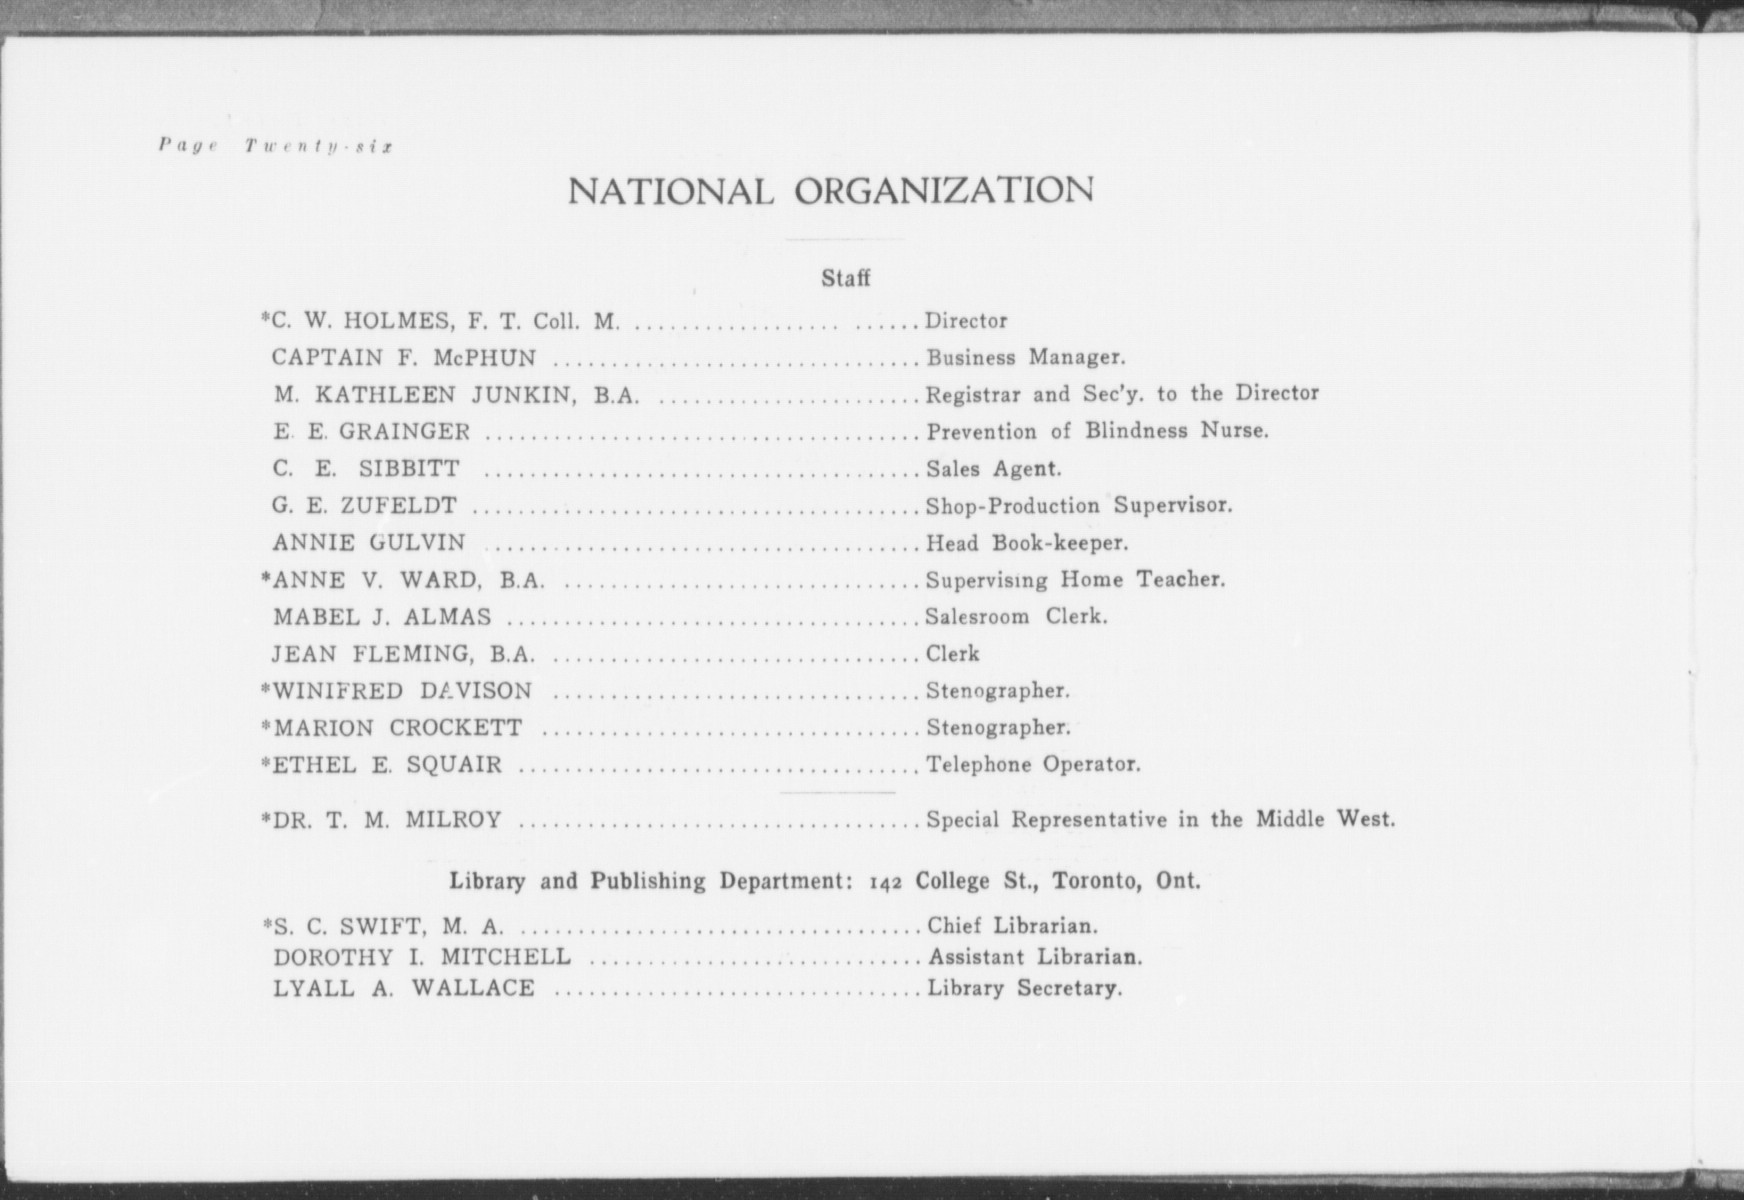 Page Twenty-six
NATIONAL ORGANIZATION
Staff
*C. W. HOLMES, F. T. Coll. M. .................. ......Director
CAPTAIN F. McPHUN ................................Business Manager.
M. KATHLEEN JUNKIN, B.A. .......................Registrar and Sec'y. to the Director
E. E. GRAINGER ......................................Prevention of Blindness Nurse.
C. E. SIBBITT ......................................Sales Agent.
G. E. ZUFELDT .......................................Shop-Production Supervisor.
ANNIE GULVIN ......................................Head Book-keeper.
*ANNE V. WARD, B.A. ...............................Supervising Home Teacher.
MABEL J. ALMAS ....................................Salesroom Clerk.
JEAN FLEMING, B.A. ................................Clerk
*WINIFRED DAVISON ................................Stenographer.
*MARION CROCKETT .................................Stenographer.
*ETHEL E. SQUAIR ...................................Telephone Operator.
*DR. T. M. MILROY ...................................Special Representative in the Middle West.
Library and Publishing Department: 142 College St., Toronto, Ont.
*S. C. SWIFT, M. A. ...................................Chief Librarian.
DOROTHY I. MITCHELL .............................Assistant Librarian.
LYALL A. WALLACE ................................Library Secretary.